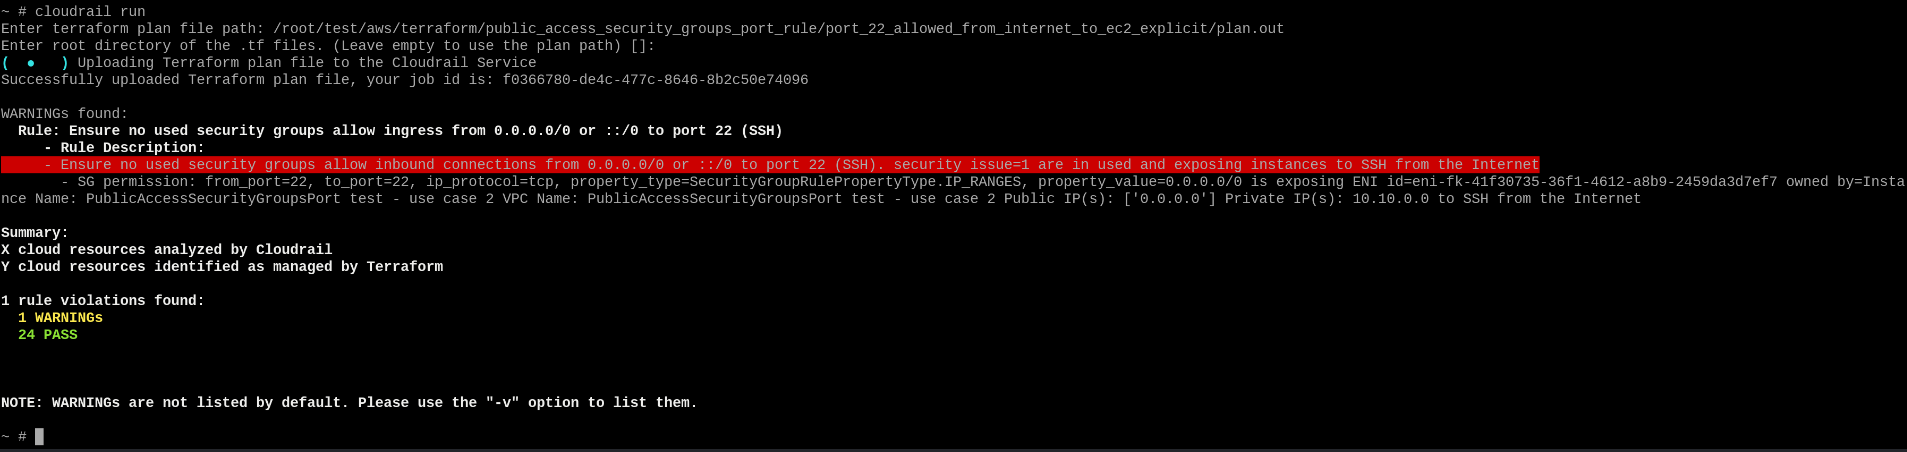 ~ # cloudrail run
Enter terraform plan file path: /root/test/aws/terraform/public_access_security_groups_port_rule/port_22_allowed_from_internet_to_ec2_explicit/plan.out
Enter root directory of the .tf files. (Leave empty to use the plan path) []:
(  ●   ) Uploading Terraform plan file to the Cloudrail Service
Successfully uploaded Terraform plan file, your job id is: f0366780-de4c-477c-8646-8b2c50e74096
WARNINGs found:
Rule: Ensure no used security groups allow ingress from 0.0.0.0/0 or ::/0 to port 22 (SSH)
- Rule Description:
- Ensure no used security groups allow inbound connections from 0.0.0.0/0 or ::/0 to port 22 (SSH). security issue=1 are in used and exposing instances to SSH from the Internet
- SG permission: from_port=22, to_port=22, ip_protocol=tcp, property_type=SecurityGroupRulePropertyType.IP_RANGES, property_value=0.0.0.0/0 is exposing ENI id=eni-fk-41f30735-36f1-4612-a8b9-2459da3d7ef7 owned by=Insta
nce Name: PublicAccessSecurityGroupsPort test - use case 2 VPC Name: PublicAccessSecurityGroupsPort test - use case 2 Public IP(s): ['0.0.0.0'] Private IP(s): 10.10.0.0 to SSH from the Internet
Summary:
X cloud resources analyzed by Cloudrail
Y cloud resources identified as managed by Terraform
1 rule violations found:
1 WARNINGs
24 PASS
NOTE: WARNINGs are not listed by default. Please use the "-v" option to list them.
~ #